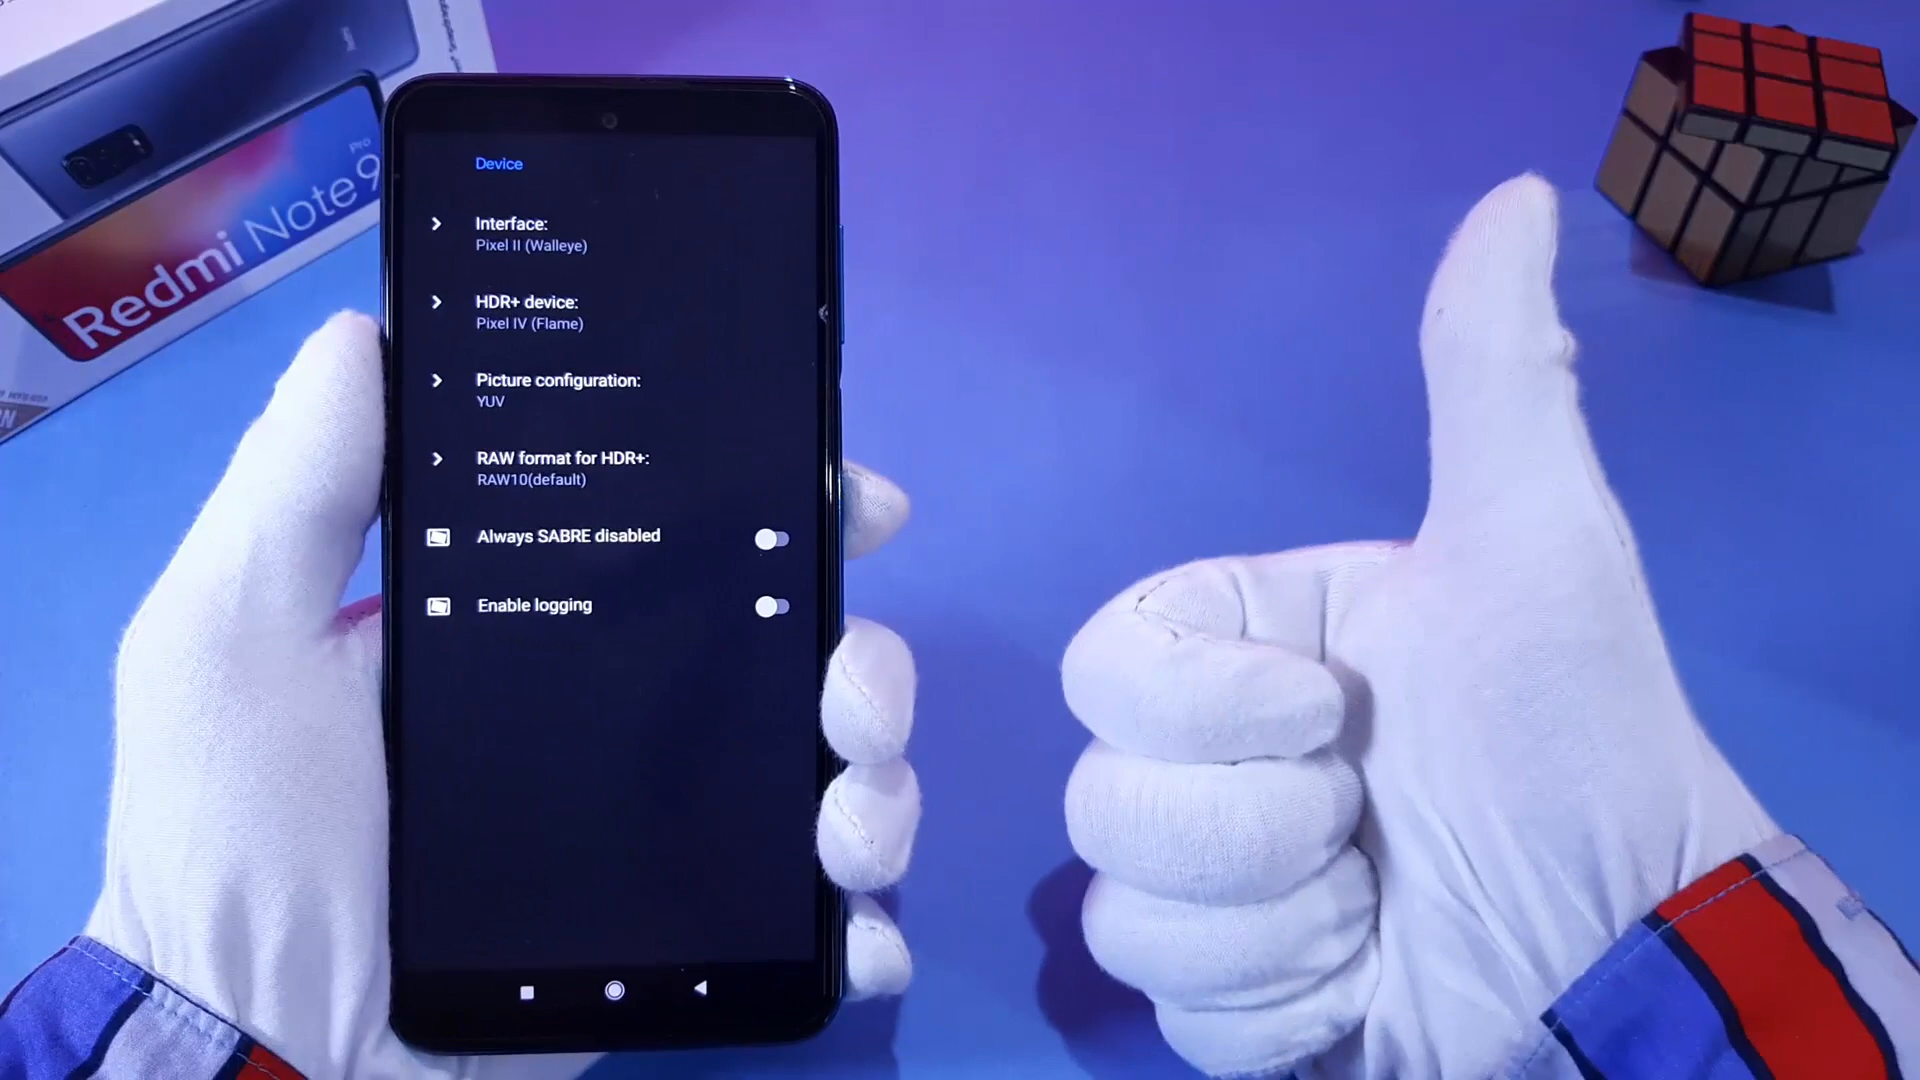 Redmi Note 9
Pro
Device
Interface:
Pixel II (Walleye)
HDR+ device:
Pixel IV (Flame)
Picture configuration:
YUV
RAW format for HDR+:
RAW10(default)
Always SABRE disabled
Enable logging